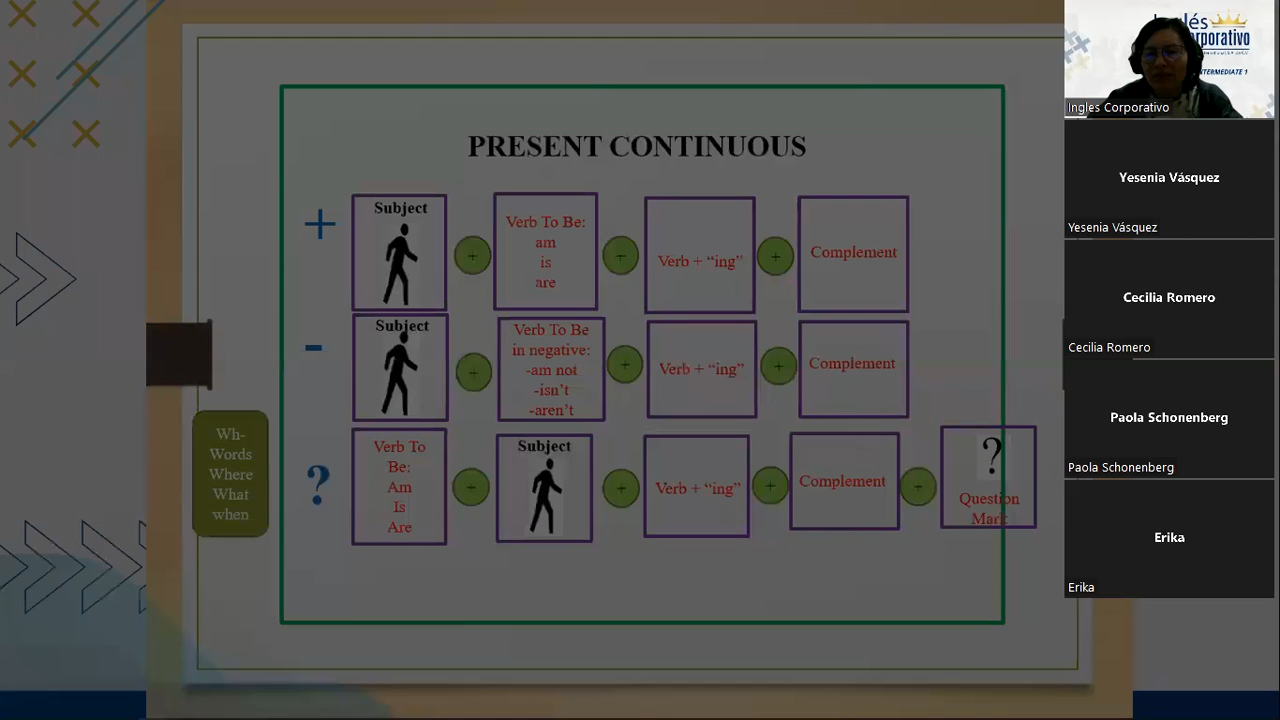 PRESENT CONTINUOUS
+
Subject
+
Verb To Be:
am
is
are
+
Verb + “ing”
+
Complement
-
Subject
+
Verb To Be
in negative:
-am not
-isn’t
-aren’t
+
Verb + “ing”
+
Complement
Wh-
Words
Where
What
when
?
Verb To
Be:
Am
Is
Are
+
Subject
+
Verb + “ing”
+
Complement
+
?
Question
Mark
Inglés
Corporativo
INTERMEDIATE 1
Ingles Corporativo
Yesenia Vásquez
Yesenia Vásquez
Cecilia Romero
Cecilia Romero
Paola Schonenberg
Paola Schonenberg
Erika
Erika